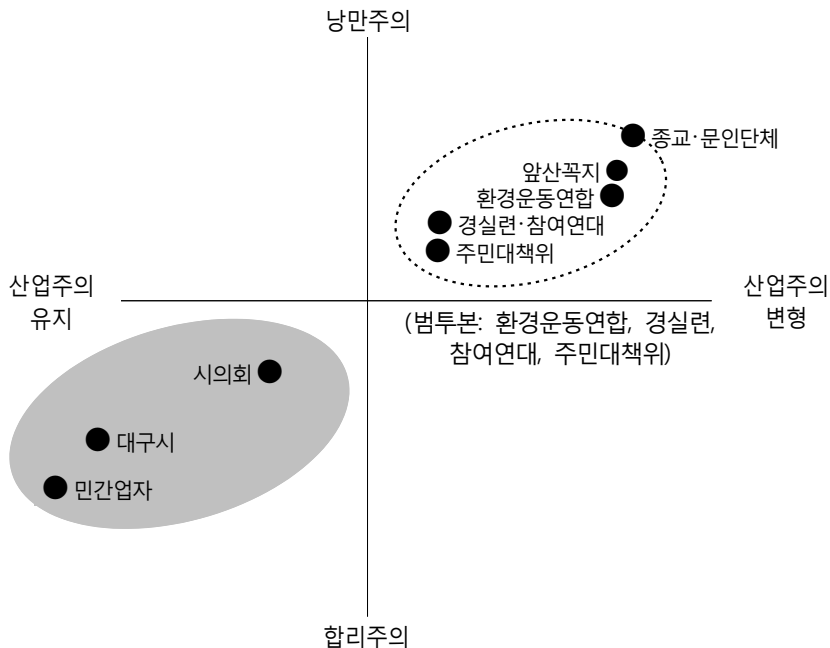 낭만주의
종교·문인단체
앞산꼭지
환경운동연합
경실련·참여연대
주민대책위
산업주의
유지
산업주의
변형
(범투본: 환경운동연합, 경실련,
참여연대, 주민대책위)
시의회
대구시
민간업자
합리주의